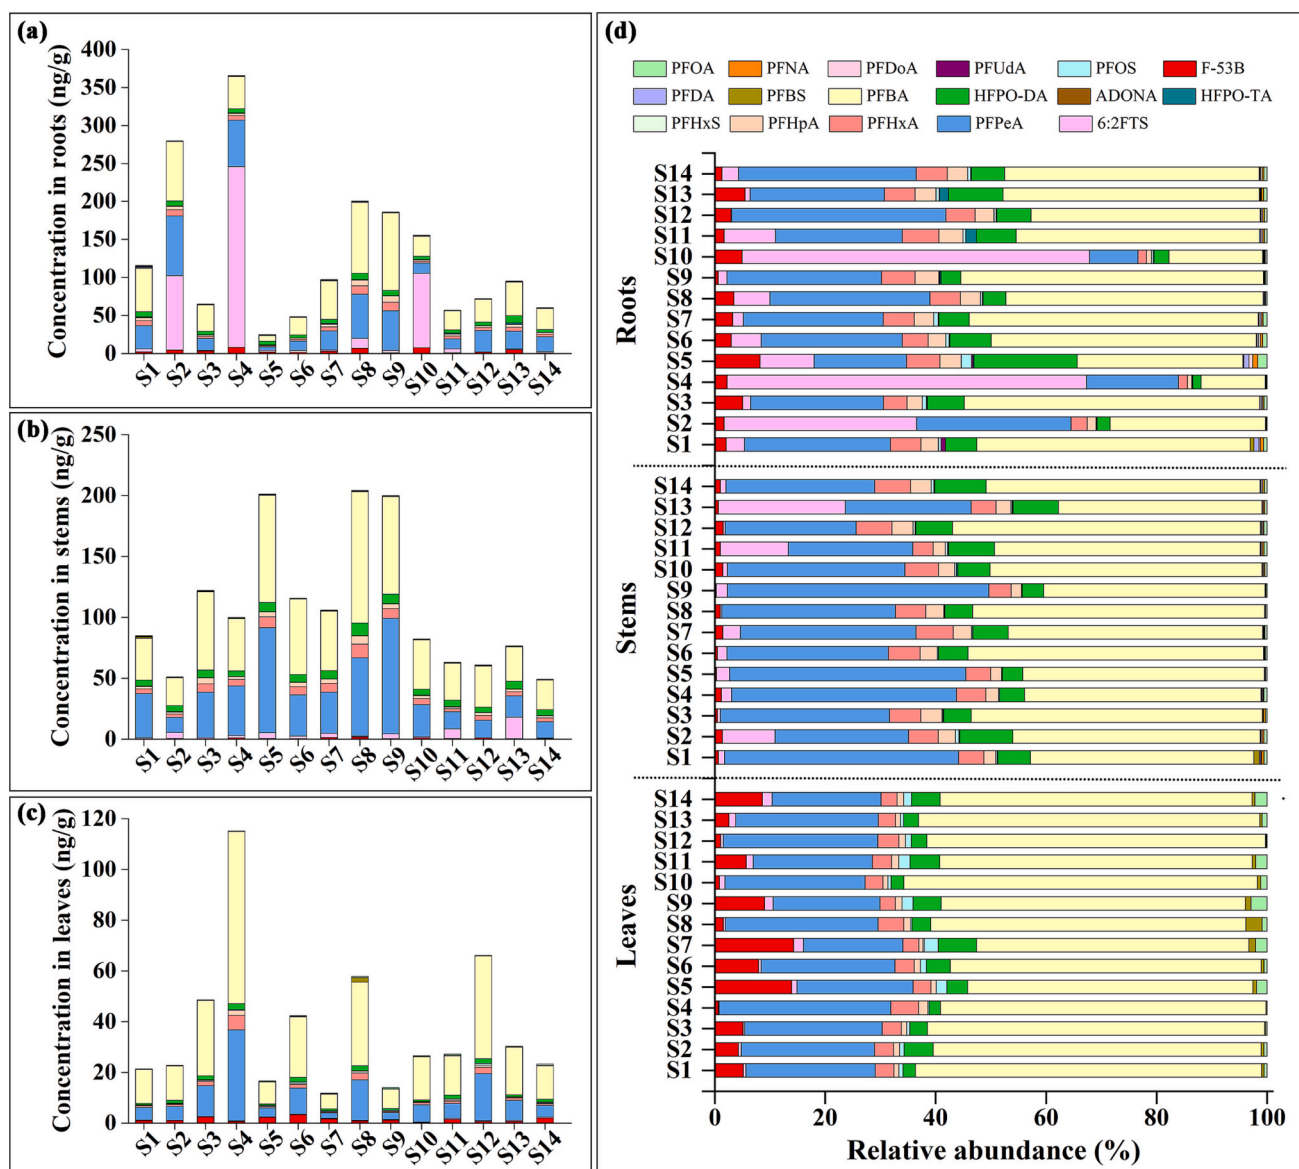 (a)
Concentration in roots (ng/g)
400
350
300
250
200
150
100
50
0
S1 S2 S3 S4 S5 S6 S7 S8 S9 S10 S11 S12 S13 S14
(b)
Concentration in stems (ng/g)
250
200
150
100
50
0
S1 S2 S3 S4 S5 S6 S7 S8 S9 S10 S11 S12 S13 S14
(c)
Concentration in leaves (ng/g)
120
100
80
60
40
20
0
S1 S2 S3 S4 S5 S6 S7 S8 S9 S10 S11 S12 S13 S14
(d)
PFOA PFNA PFDoA PFUdA PFOS F-53B
PFDA PFBS PFBA HFPO-DA ADONA HFPO-TA
PFHxS PFHpA PFHxA PFPeA 6:2FTS
Roots
S14
S13
S12
S11
S10
S9
S8
S7
S6
S5
S4
S3
S2
S1
Stems
S14
S13
S12
S11
S10
S9
S8
S7
S6
S5
S4
S3
S2
S1
Leaves
S14
S13
S12
S11
S10
S9
S8
S7
S6
S5
S4
S3
S2
S1
0 20 40 60 80 100
Relative abundance (%)